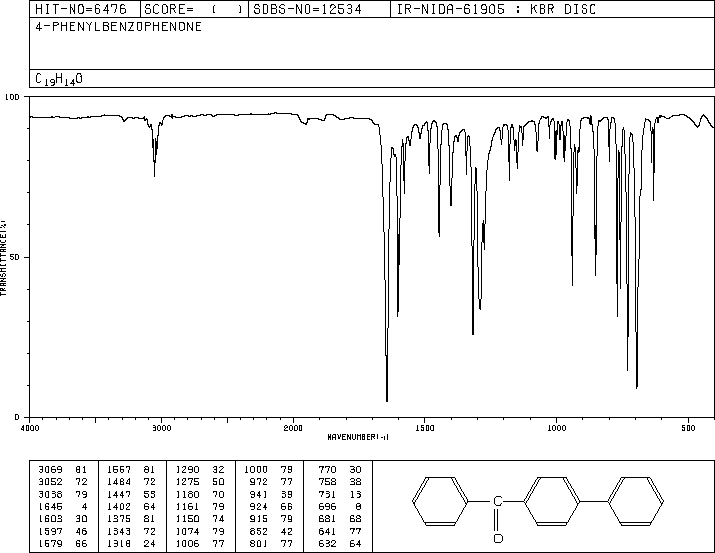 HIT-NO=6476 SCORE= ( ) SDBS-NO=12534 IR-NIDA-61905 : KBR DISC
4-PHENYLBENZOPHENONE
C19H14O
100
50
0
TRANSMITTANCE(%)
4000 3000 2000 1500 1000 500
WAVENUMBER(-1)
3069 81 1567 81 1290 32 1000 79 770 30
3052 72 1484 72 1275 50 972 77 758 38
3038 79 1447 55 1180 70 941 39 731 13
1645 4 1402 64 1161 79 924 66 696 8
1603 30 1375 81 1150 74 915 79 681 68
1597 46 1343 72 1074 79 852 42 641 77
1579 66 1318 24 1006 77 801 77 632 64
C
O